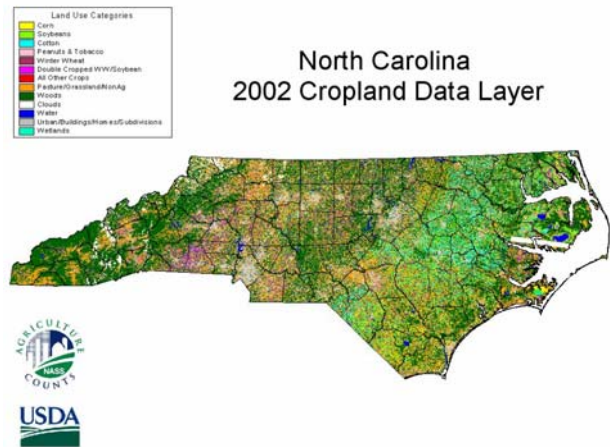 Land Use Categories
Corn
Soybeans
Cotton
Peanuts & Tobacco
Winter Wheat
Double Cropped WW/Soybean
All Other Crops
Pasture/Grassland/NonAg
Woods
Clouds
Water
Urban/Buildings/Homes/Subdivisions
Wetlands
North Carolina
2002 Cropland Data Layer
AGRICULTURE
NASS
COUNTS
USDA